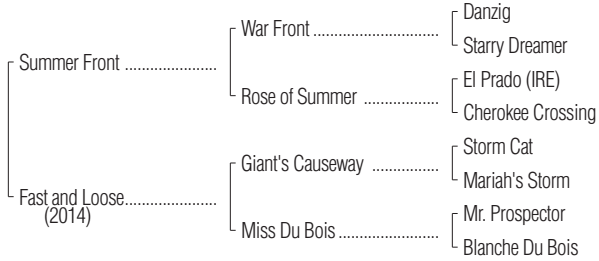 Danzig
War Front
Starry Dreamer
Summer Front
El Prado (IRE)
Rose of Summer
Cherokee Crossing
Storm Cat
Giant's Causeway
Mariah's Storm
Fast and Loose
(2014)
Mr. Prospector
Miss Du Bois
Blanche Du Bois